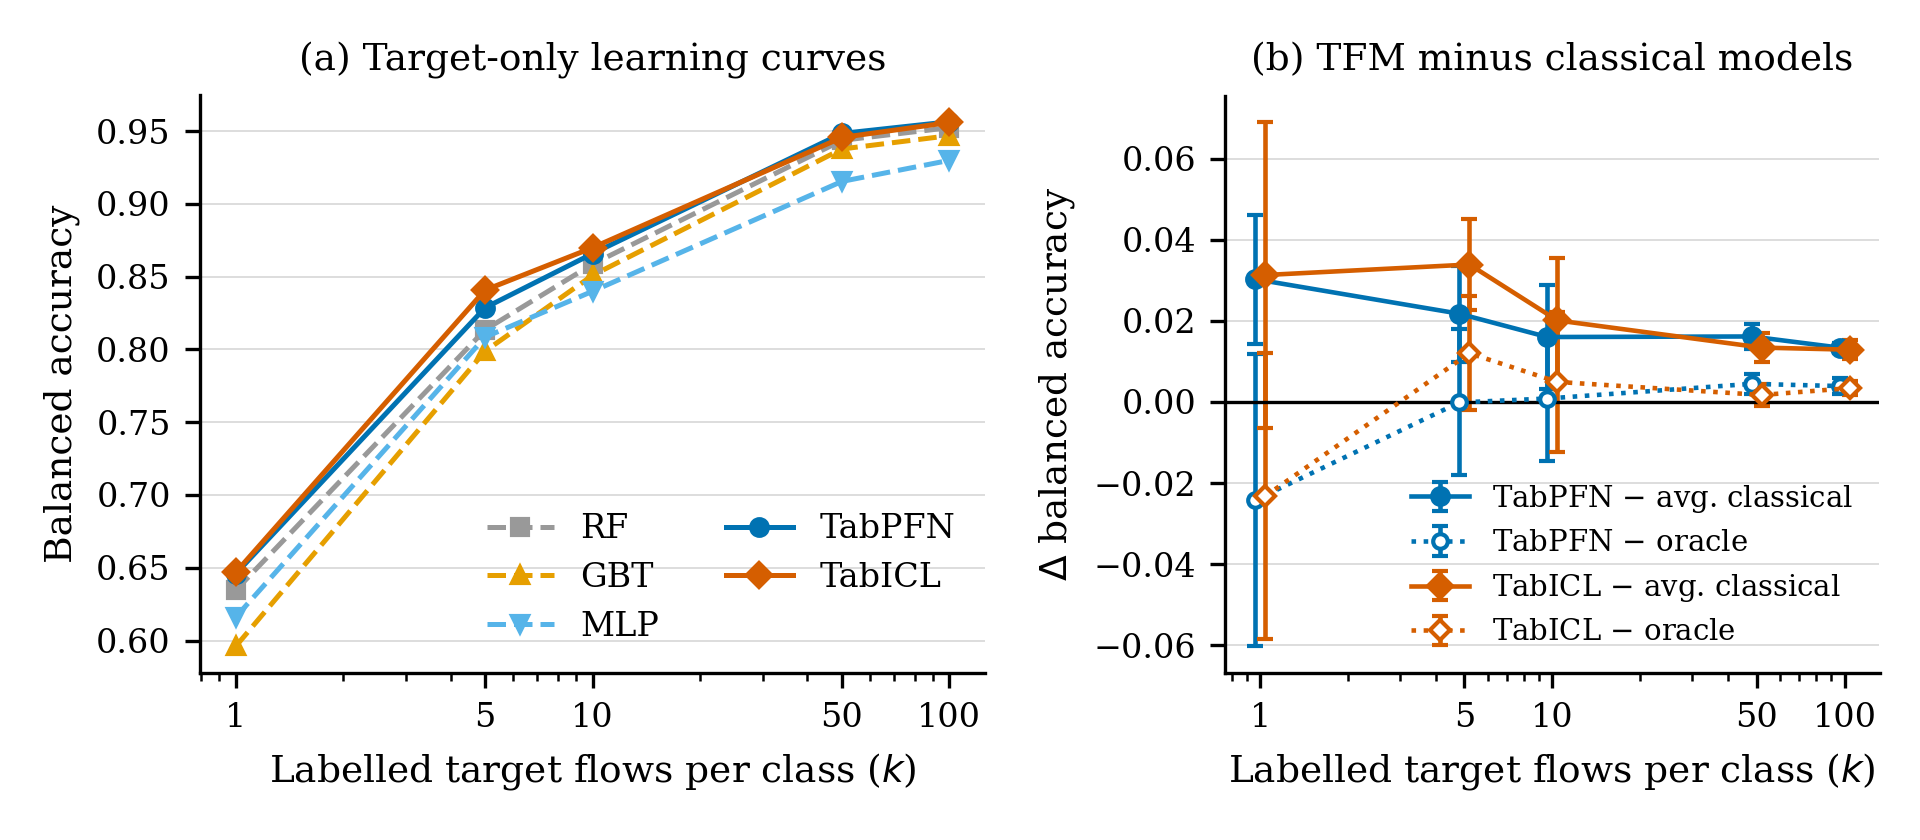 (a) Target-only learning curves
Balanced accuracy
0.95
0.90
0.85
0.80
0.75
0.70
0.65
0.60
RF
GBT
MLP
TabPFN
TabICL
1
5
10
50
100
Labelled target flows per class (k)
(b) TFM minus classical models
Δ balanced accuracy
0.06
0.04
0.02
0.00
−0.02
−0.04
−0.06
TabPFN − avg. classical
TabPFN − oracle
TabICL − avg. classical
TabICL − oracle
1
5
10
50
100
Labelled target flows per class (k)